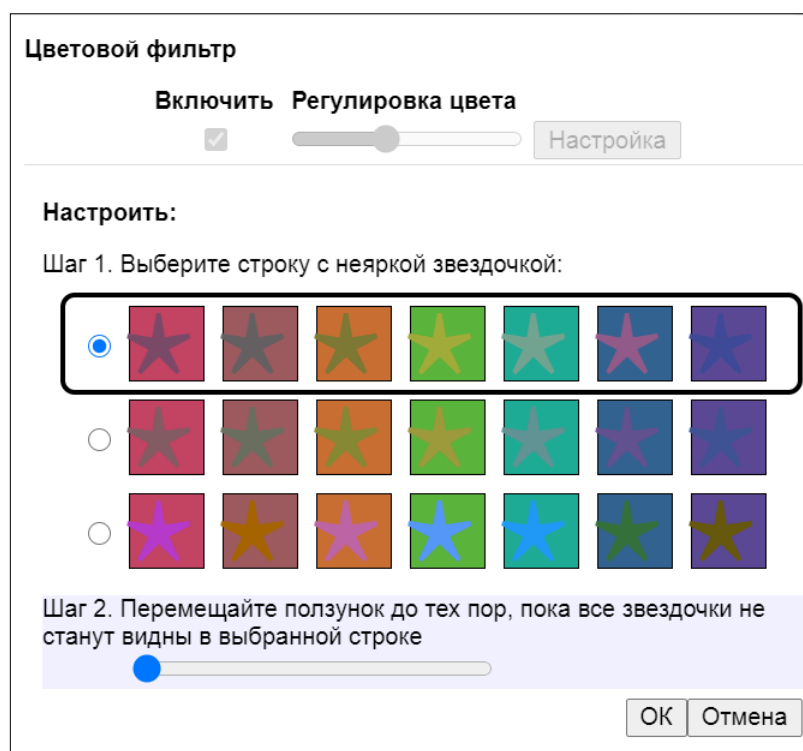 Цветовой фильтр
Включить Регулировка цвета
Настройка
Настроить:
Шаг 1. Выберите строку с неяркой звездочкой:
Шаг 2. Перемещайте ползунок до тех пор, пока все звездочки не
станут видны в выбранной строке
ОК Отмена